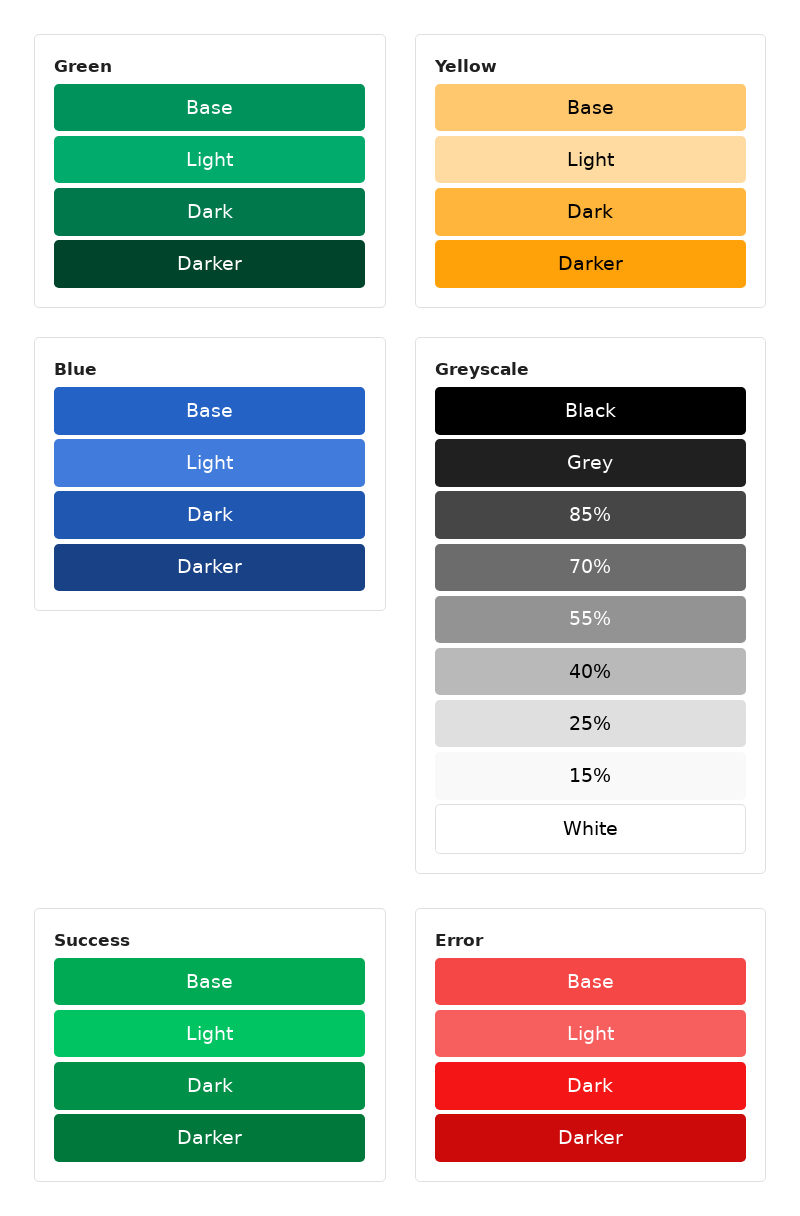 Green
Base
Light
Dark
Darker
Yellow
Base
Light
Dark
Darker
Blue
Base
Light
Dark
Darker
Greyscale
Black
Grey
85%
70%
55%
40%
25%
15%
White
Success
Base
Light
Dark
Darker
Error
Base
Light
Dark
Darker